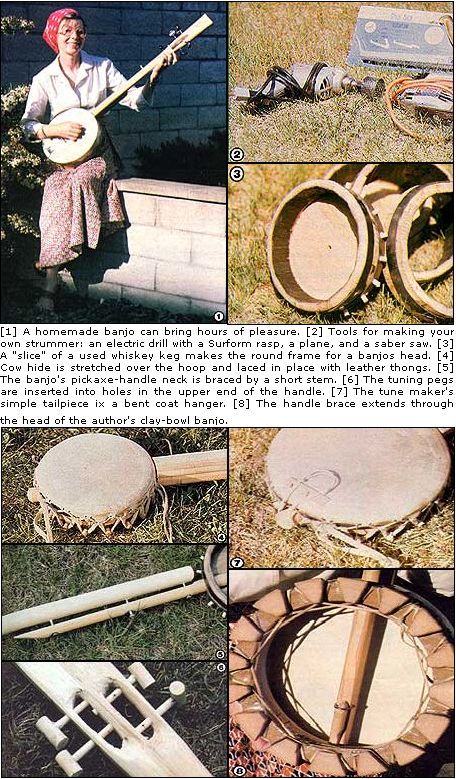 1
2
3
[1] A homemade banjo can bring hours of pleasure. [2] Tools for making your
own strummer: an electric drill with a Surform rasp, a plane, and a saber saw. [3]
A "slice" of a used whiskey keg makes the round frame for a banjos head. [4]
Cow hide is stretched over the hoop and laced in place with leather thongs. [5]
The banjo's pickaxe-handle neck is braced by a short stem. [6] The tuning pegs
are inserted into holes in the upper end of the handle. [7] The tune maker's
simple tailpiece ix a bent coat hanger. [8] The handle brace extends through
the head of the author's clay-bowl banjo.
4
5
6
7
8